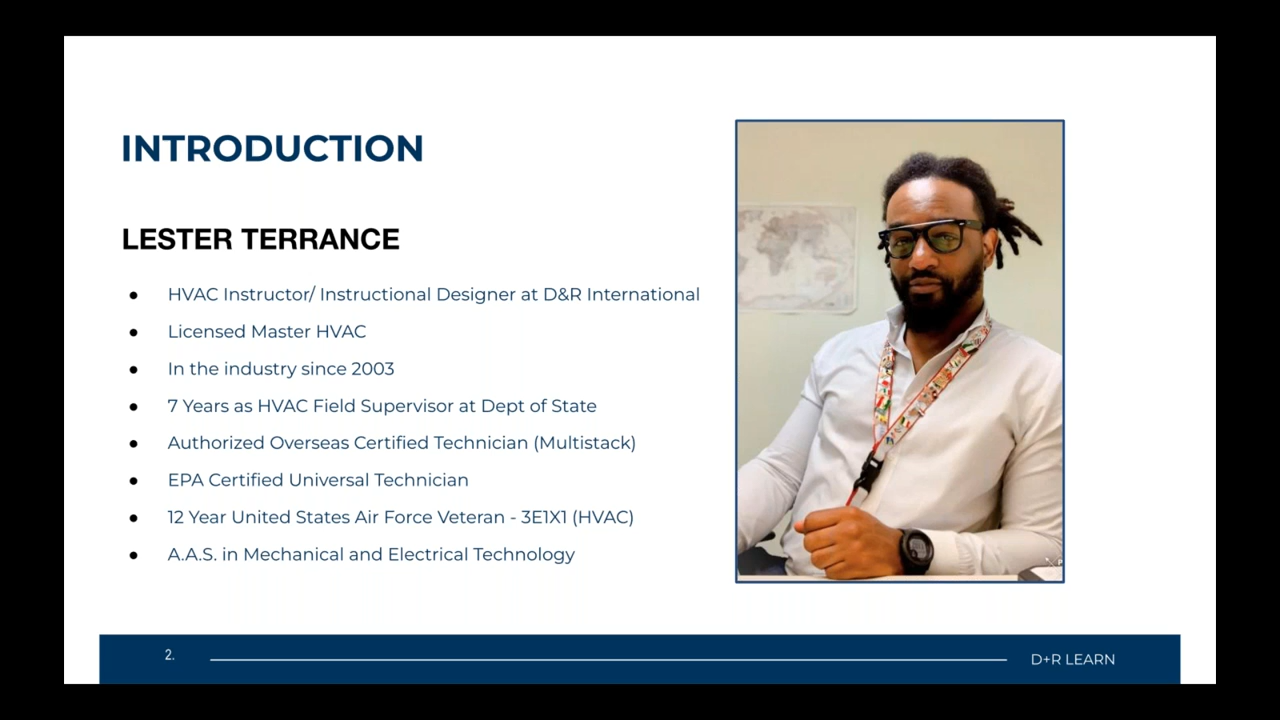 INTRODUCTION
LESTER TERRANCE
● HVAC Instructor/ Instructional Designer at D&R International
● Licensed Master HVAC
● In the industry since 2003
● 7 Years as HVAC Field Supervisor at Dept of State
● Authorized Overseas Certified Technician (Multistack)
● EPA Certified Universal Technician
● 12 Year United States Air Force Veteran - 3E1X1 (HVAC)
● A.A.S. in Mechanical and Electrical Technology
2.
D+R LEARN